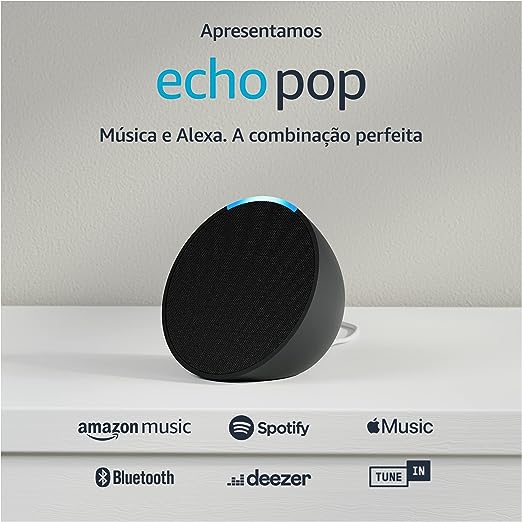 Apresentamos
echo pop
Música e Alexa. A combinação perfeita
amazon music
Spotify
Music
Bluetooth
deezer
TUNE IN